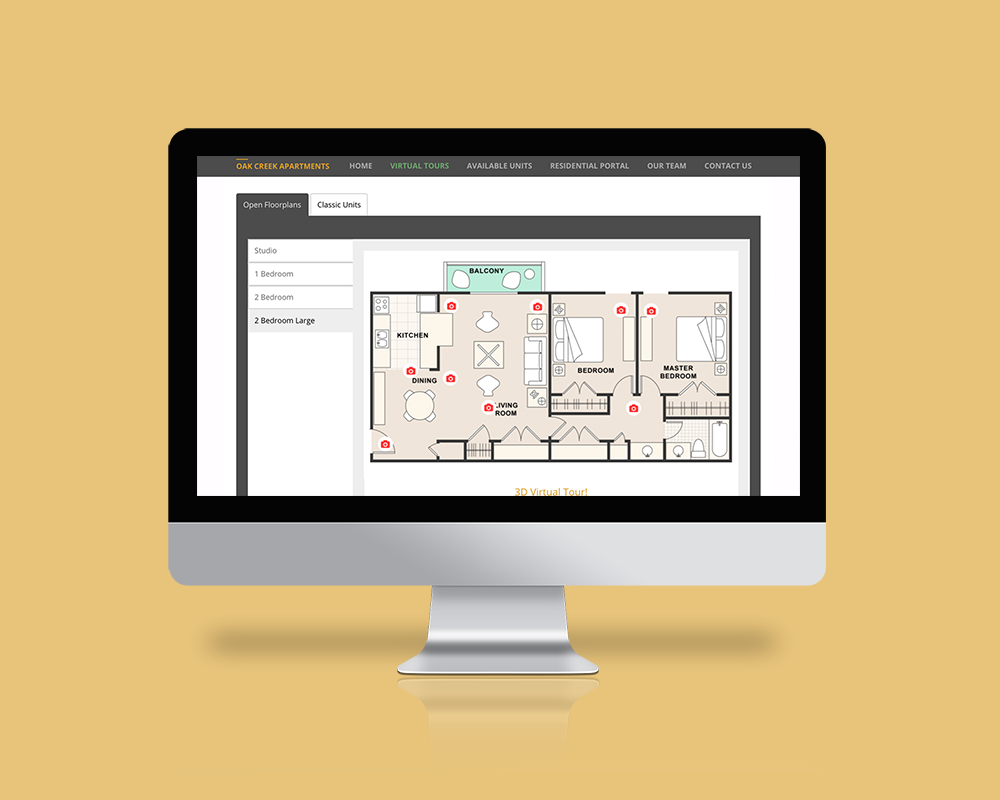 OAK CREEK APARTMENTS HOME VIRTUAL TOURS AVAILABLE UNITS RESIDENTIAL PORTAL OUR TEAM CONTACT US
Open Floorplans Classic Units
Studio
1 Bedroom
2 Bedroom
2 Bedroom Large
BALCONY
KITCHEN
DINING
LIVING
ROOM
BEDROOM
MASTER
BEDROOM
3D Virtual Tour!